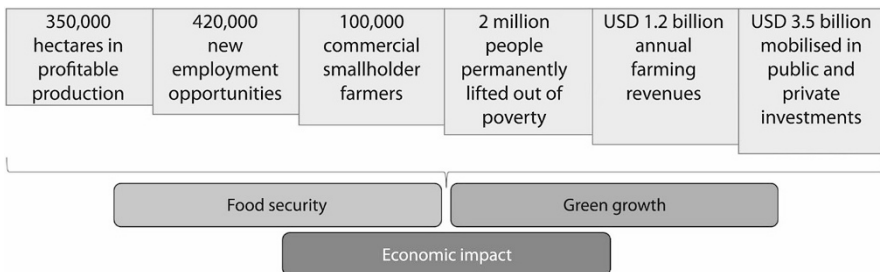 350,000
hectares in
profitable
production
420,000
new
employment
opportunities
100,000
commercial
smallholder
farmers
2 million
people
permanently
lifted out of
poverty
USD 1.2 billion
annual
farming
revenues
USD 3.5 billion
mobilised in
public and
private
investments
Food security
Green growth
Economic impact